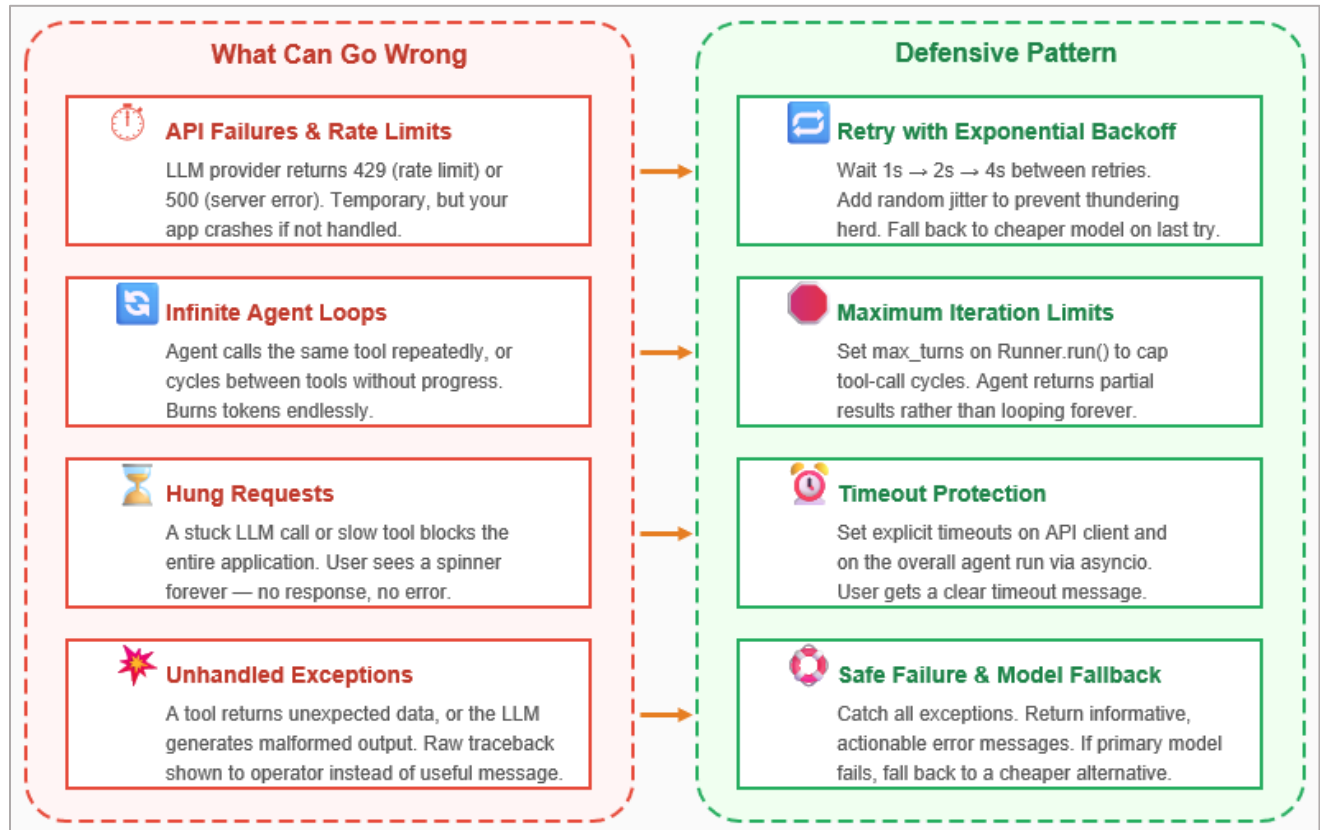 What Can Go Wrong
API Failures & Rate Limits
LLM provider returns 429 (rate limit) or
500 (server error). Temporary, but your
app crashes if not handled.
Infinite Agent Loops
Agent calls the same tool repeatedly, or
cycles between tools without progress.
Burns tokens endlessly.
Hung Requests
A stuck LLM call or slow tool blocks the
entire application. User sees a spinner
forever — no response, no error.
Unhandled Exceptions
A tool returns unexpected data, or the LLM
generates malformed output. Raw traceback
shown to operator instead of useful message.
Defensive Pattern
Retry with Exponential Backoff
Wait 1s → 2s → 4s between retries.
Add random jitter to prevent thundering
herd. Fall back to cheaper model on last try.
Maximum Iteration Limits
Set max_turns on Runner.run() to cap
tool-call cycles. Agent returns partial
results rather than looping forever.
Timeout Protection
Set explicit timeouts on API client and
on the overall agent run via asyncio.
User gets a clear timeout message.
Safe Failure & Model Fallback
Catch all exceptions. Return informative,
actionable error messages. If primary model
fails, fall back to a cheaper alternative.